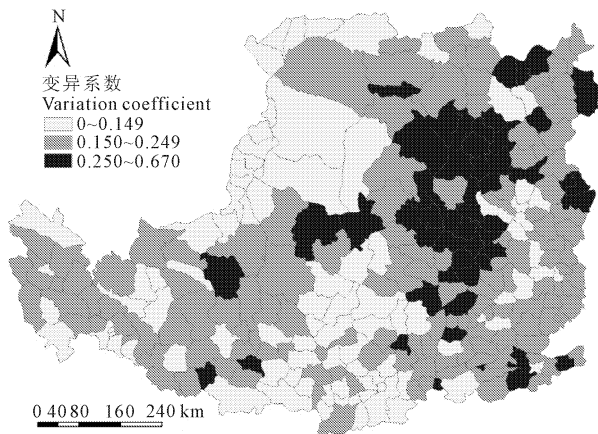 N
变异系数
Variation coefficient
0~0.149
0.150~0.249
0.250~0.670
0 40 80 160 240 km